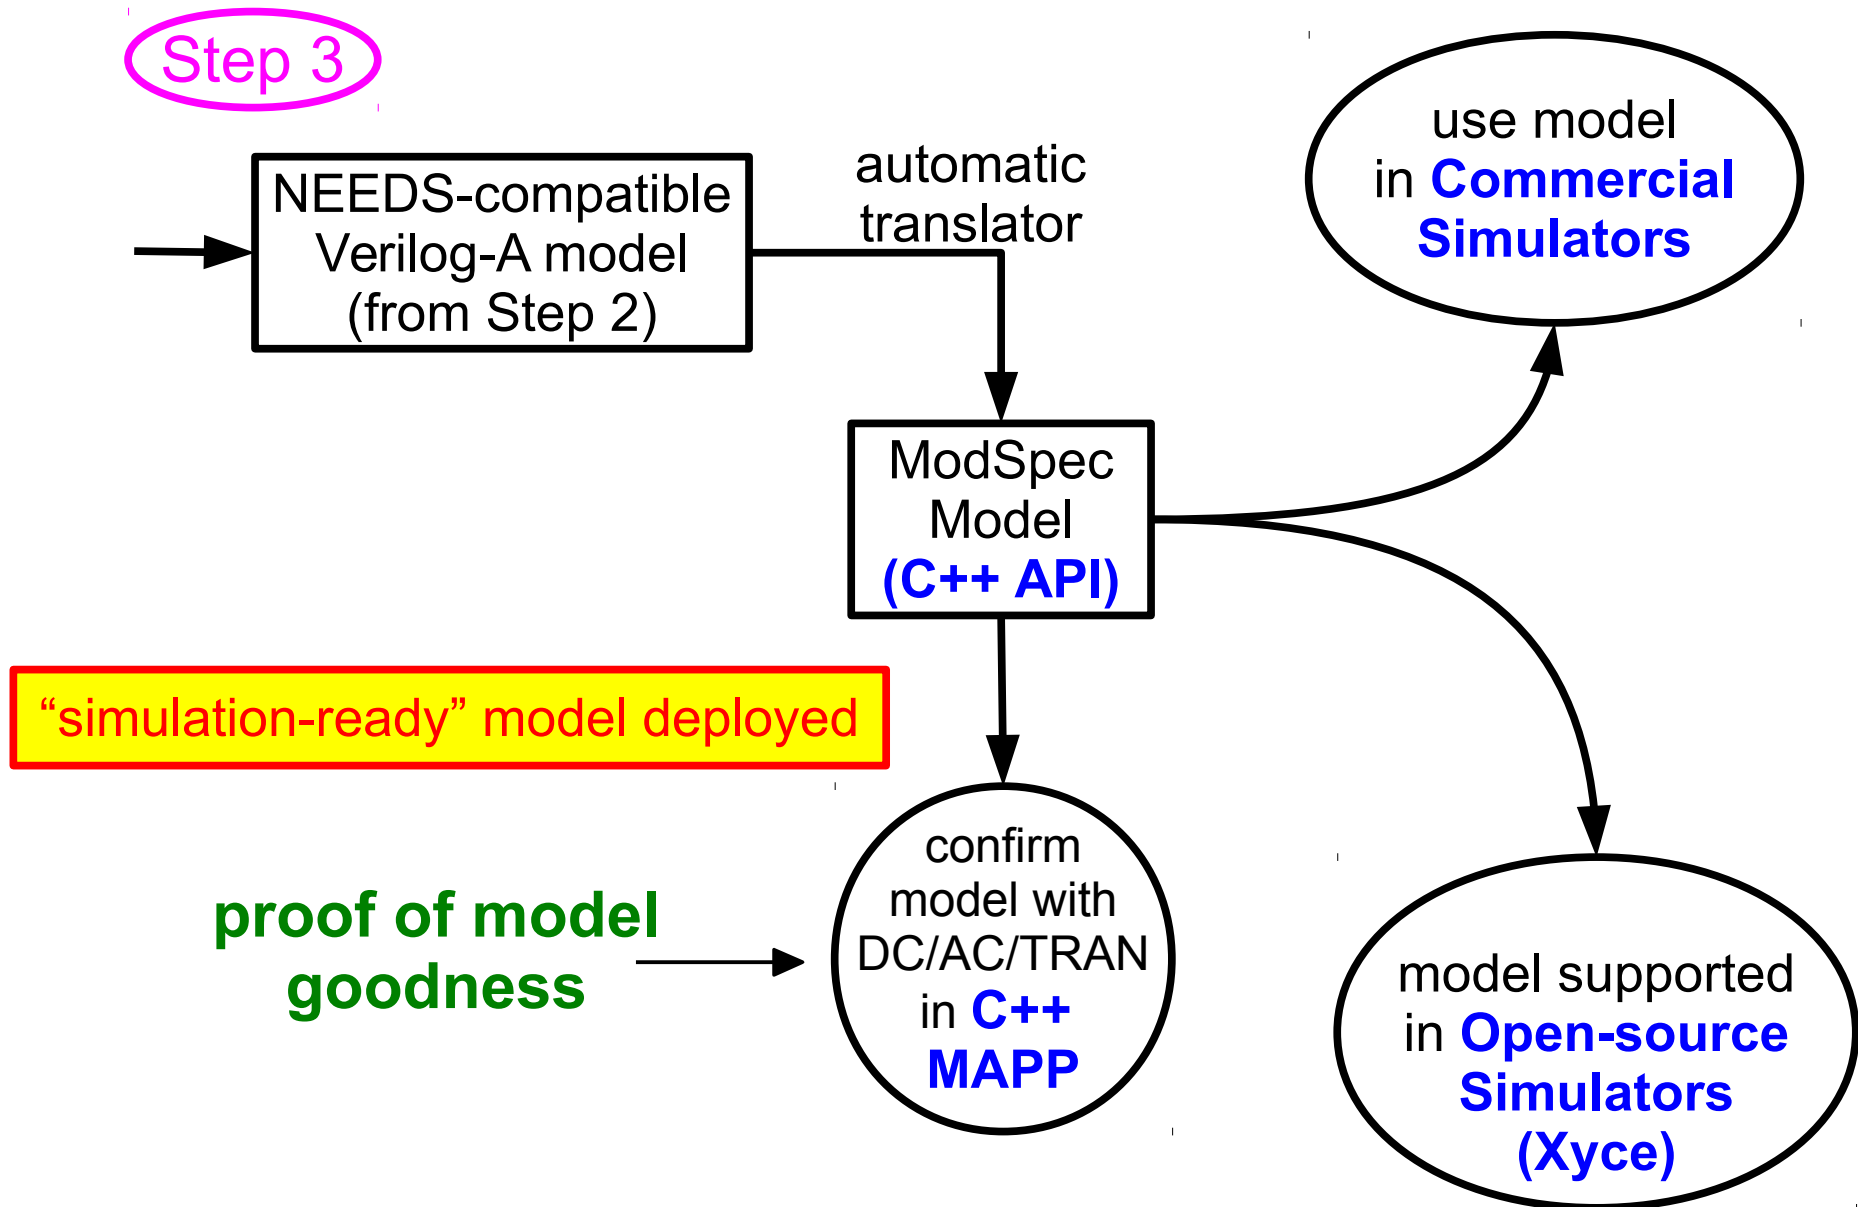 Step 3
NEEDS-compatible
Verilog-A model
(from Step 2)
automatic
translator
use model
in Commercial
Simulators
ModSpec
Model
(C++ API)
“simulation-ready” model deployed
proof of model
goodness
confirm
model with
DC/AC/TRAN
in C++
MAPP
model supported
in Open-source
Simulators
(Xyce)